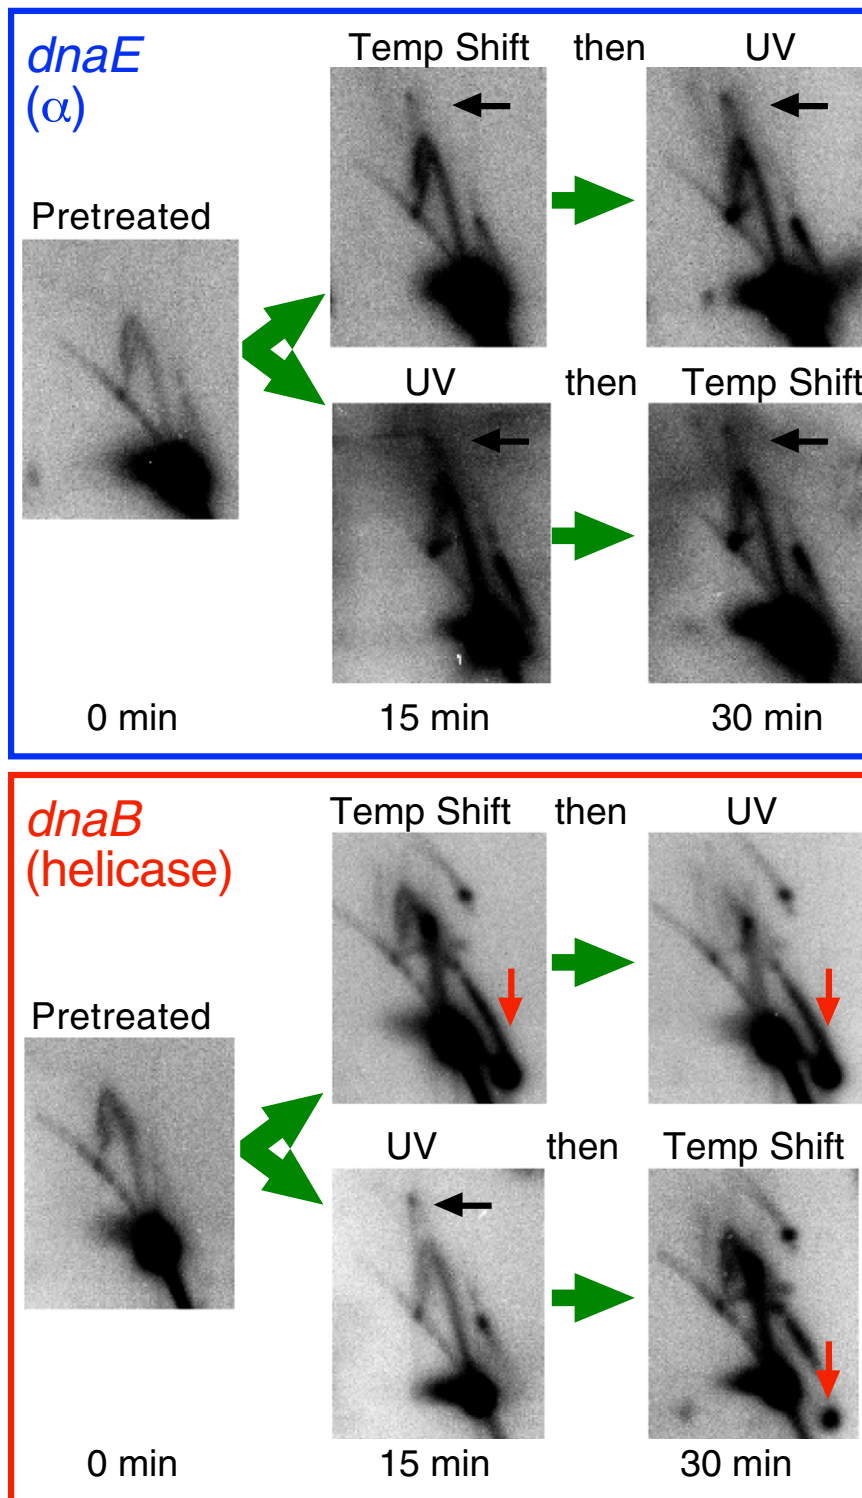 dnaE
(α)
Temp Shift then UV
Pretreated
UV then Temp Shift
0 min 15 min 30 min
dnaB
(helicase)
Temp Shift then UV
Pretreated
UV then Temp Shift
0 min 15 min 30 min